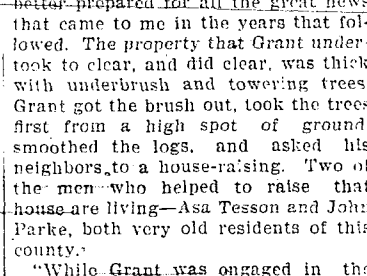 better prepared for all the great news
that came to me in the years that fol-
lowed. The property that Grant under-
took to clear, and did clear, was thick
with underbrush and towering trees
Grant got the brush out, took the trees
first from a high spot of ground
smoothed the logs, and asked his
neighbors to a house-raising. Two of
the men who helped to raise that
house are living—Asa Tesson and John
Parke, both very old residents of this
county.
"While Grant was engaged in the